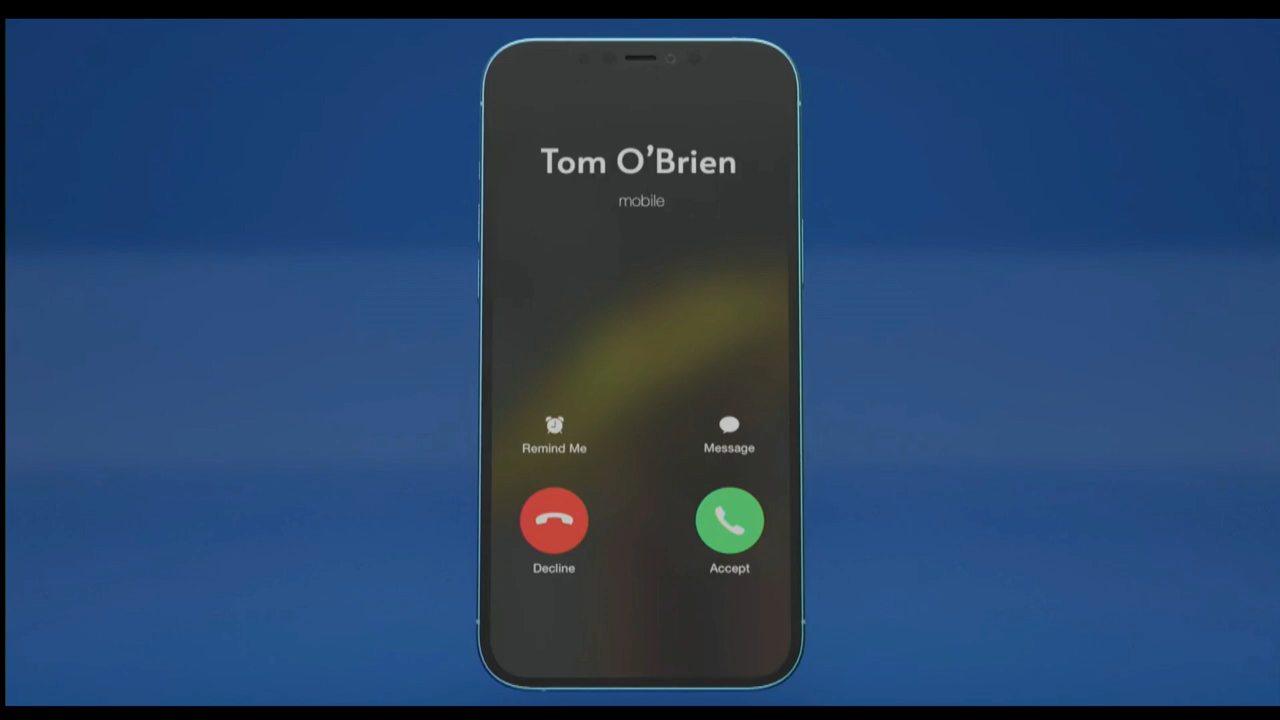 Tom O’Brien
mobile
Remind Me
Message
Decline
Accept